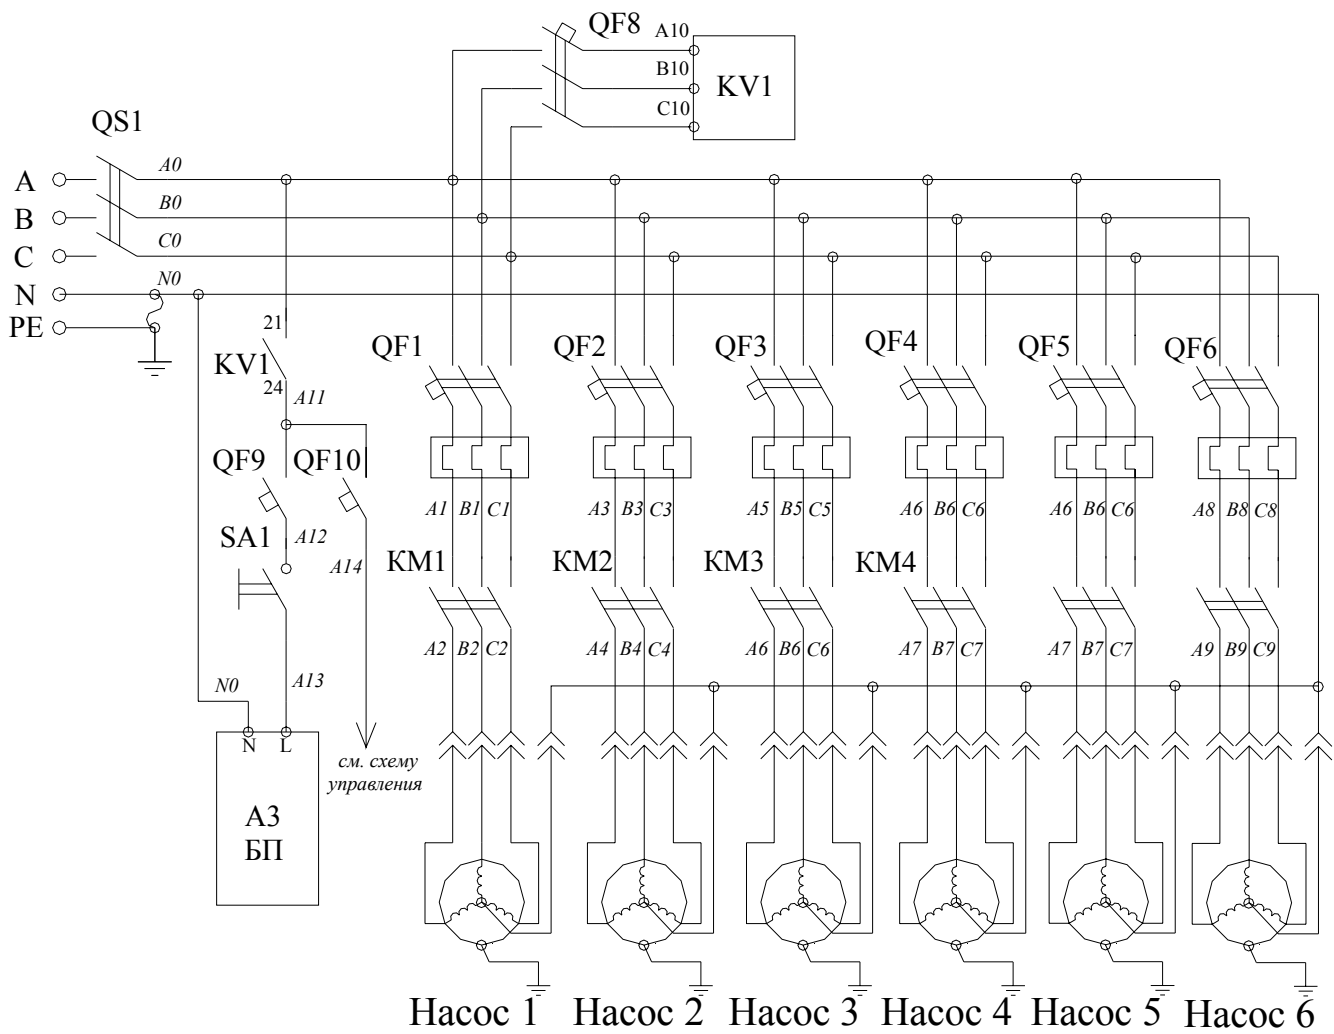 QF8
A10
B10
C10
KV1
QS1
A
B
C
N
PE
A0
B0
C0
N0
21
KV1
24
A11
QF1
QF2
QF3
QF4
QF5
QF6
QF9
QF10
A1 B1 C1
A3 B3 C3
A5 B5 C5
A6 B6 C6
A6 B6 C6
A8 B8 C8
SA1
A12
A14
КМ1
КМ2
КМ3
КМ4
A2 B2 C2
A4 B4 C4
A6 B6 C6
A7 B7 C7
A7 B7 C7
A9 B9 C9
N0
A13
N L
А3
БП
см. схему
управления
Насос 1
Насос 2
Насос 3
Насос 4
Насос 5
Насос 6